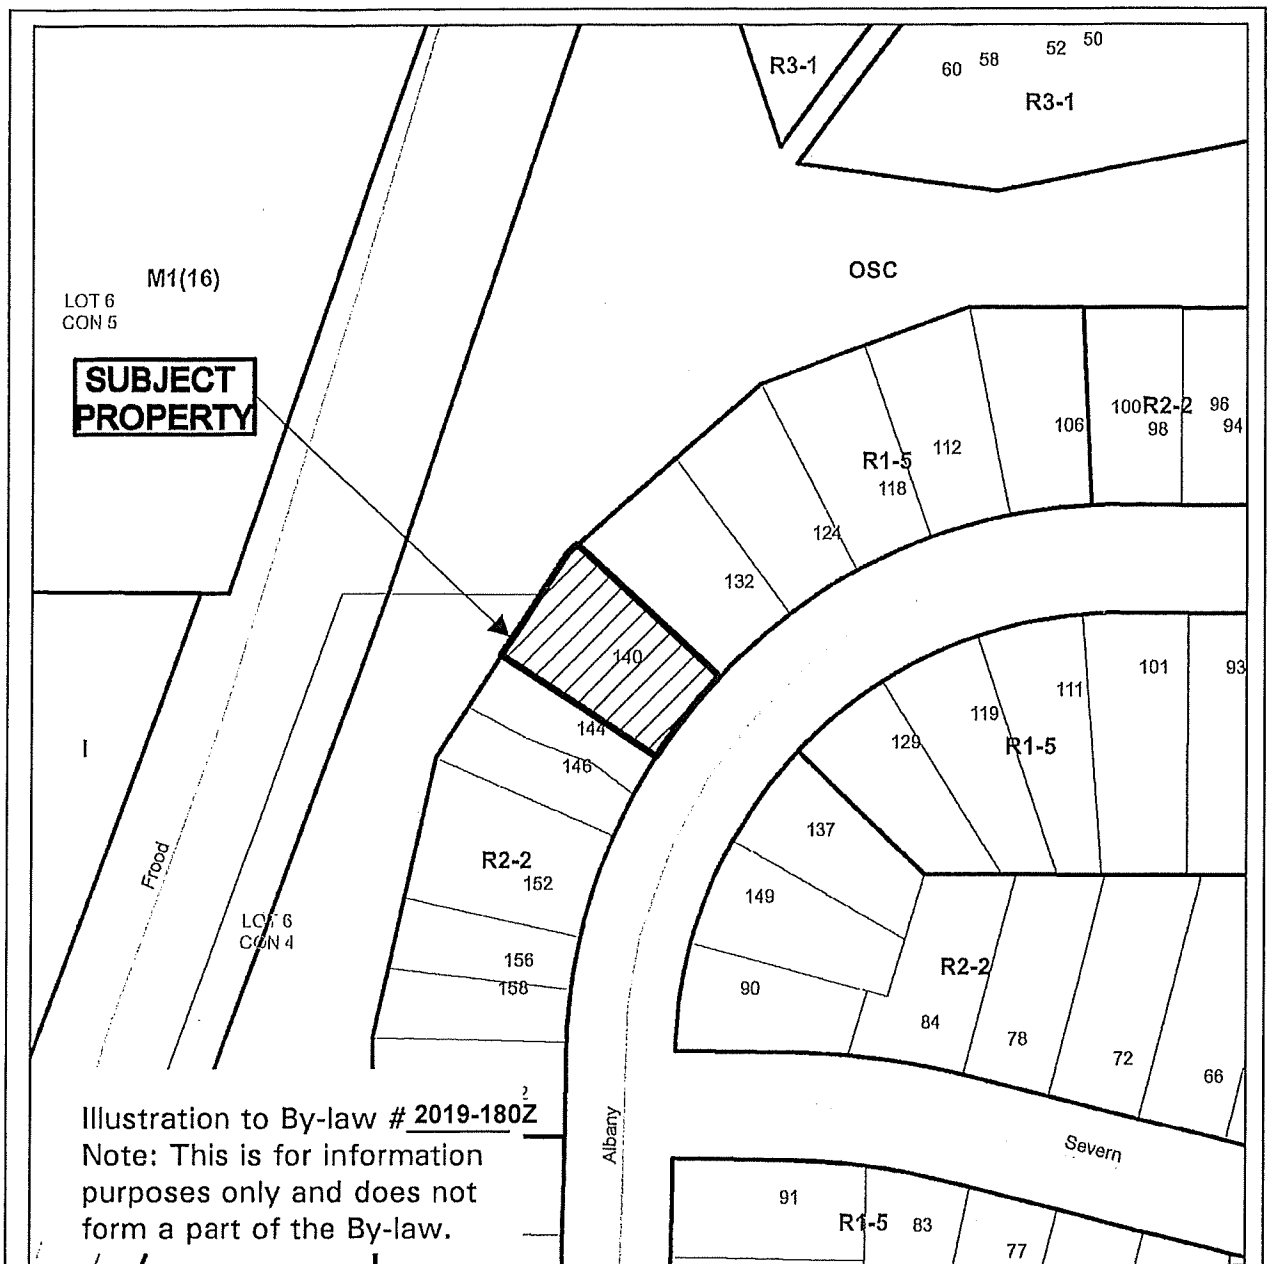 R3-1
50
52
58
60
R3-1
OSC
M1(16)
LOT 6
CON 5
SUBJECT
PROPERTY
R2-2
100
98
96
94
106
R1-5
112
118
124
132
140
144
146
R2-2
152
156
158
101
93
111
119
R1-5
129
137
149
90
R2-2
84
78
72
66
I
Frood
LOT 6
CON 4
Albany
Severn
91
R1-5
83
77
2
Illustration to By-law # 2019-180Z
Note: This is for information
purposes only and does not
form a part of the By-law.